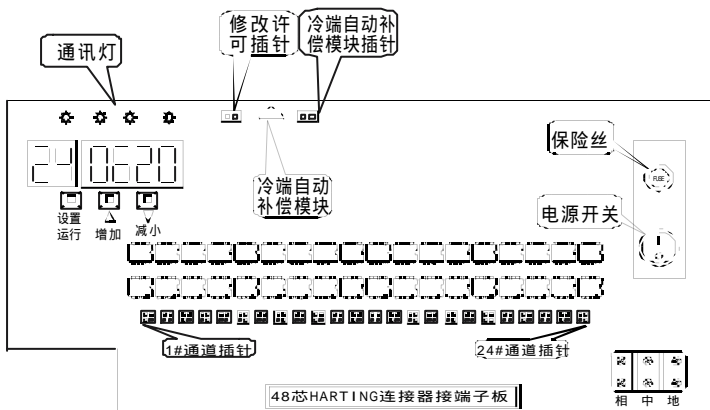 修改许
可插针
冷端自动补
偿模块插针
通讯灯
保险丝
24 0520
FUSE
冷端自动
补偿模块
设置
运行
增加
减小
电源开关
1#通道插针
24#通道插针
48芯HARTING连接器接端子板
相 中 地